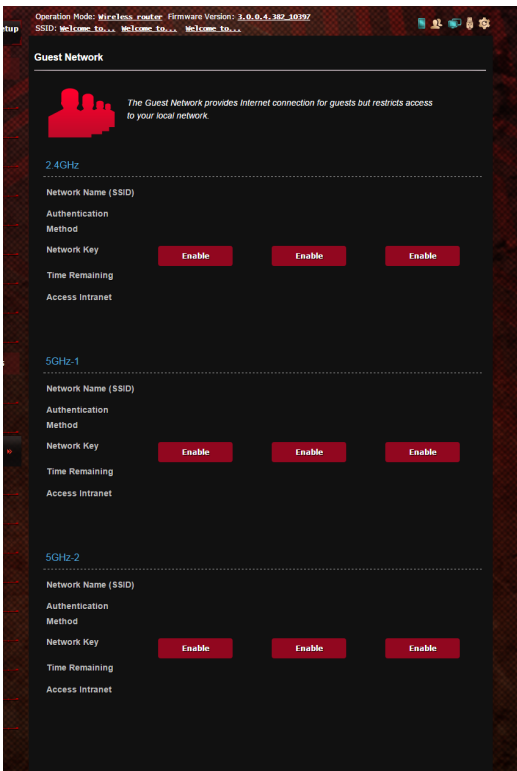 Operation Mode: Wireless router Firmware Version: 3.0.0.4.382_10397
etup
SSID: Welcome to... Welcome to... Welcome to...
Guest Network
The Guest Network provides Internet connection for guests but restricts access
to your local network.
2.4GHz
Network Name (SSID)
Authentication
Method
Network Key
Enable Enable Enable
Time Remaining
Access Intranet
5GHz-1
Network Name (SSID)
Authentication
Method
Network Key
Enable Enable Enable
Time Remaining
Access Intranet
5GHz-2
Network Name (SSID)
Authentication
Method
Network Key
Enable Enable Enable
Time Remaining
Access Intranet